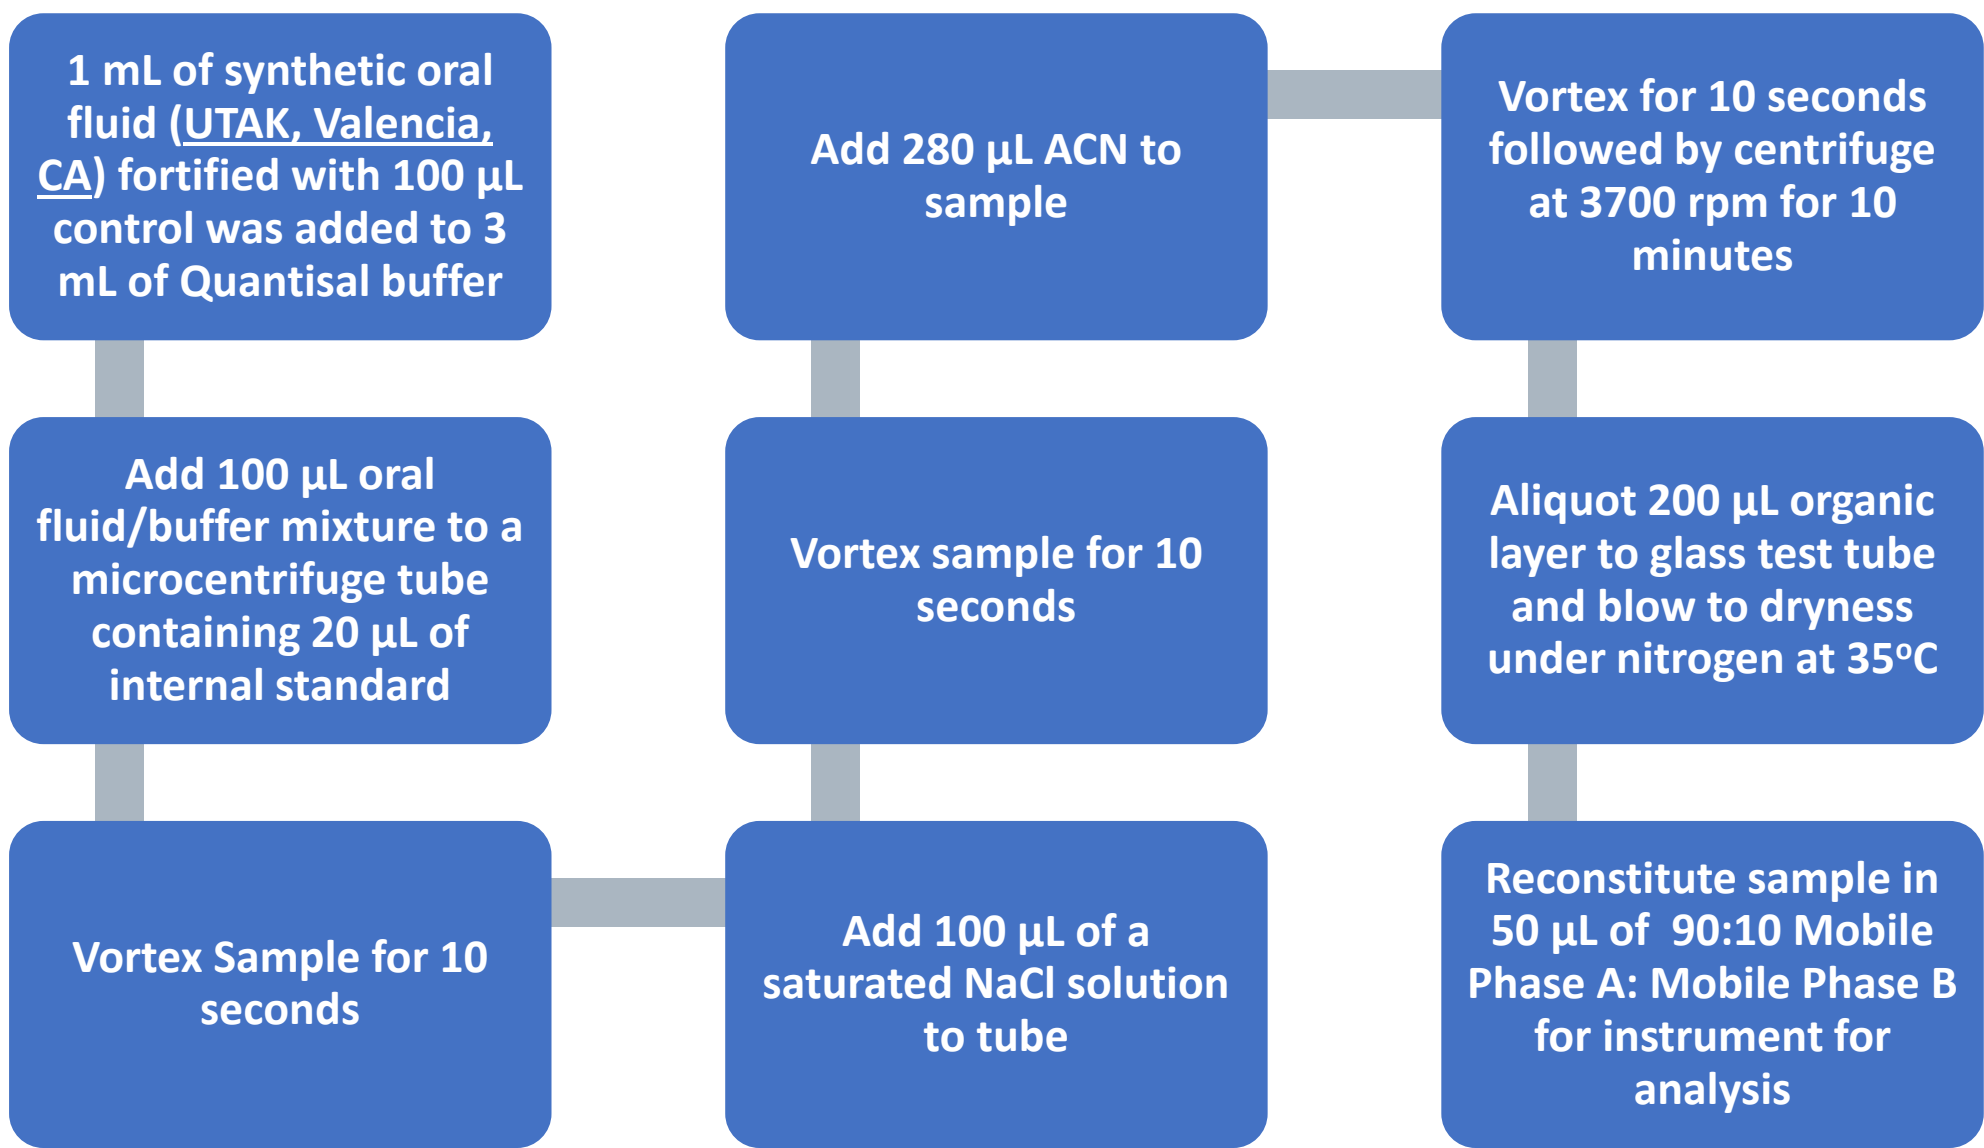 1 mL of synthetic oral
fluid (UTAK, Valencia,
CA) fortified with 100 µL
control was added to 3
mL of Quantisal buffer
Add 100 µL oral
fluid/buffer mixture to a
microcentrifuge tube
containing 20 µL of
internal standard
Vortex Sample for 10
seconds
Add 100 µL of a
saturated NaCl solution
to tube
Vortex sample for 10
seconds
Add 280 µL ACN to
sample
Vortex for 10 seconds
followed by centrifuge
at 3700 rpm for 10
minutes
Aliquot 200 µL organic
layer to glass test tube
and blow to dryness
under nitrogen at 35°C
Reconstitute sample in
50 µL of  90:10 Mobile
Phase A: Mobile Phase B
for instrument for
analysis